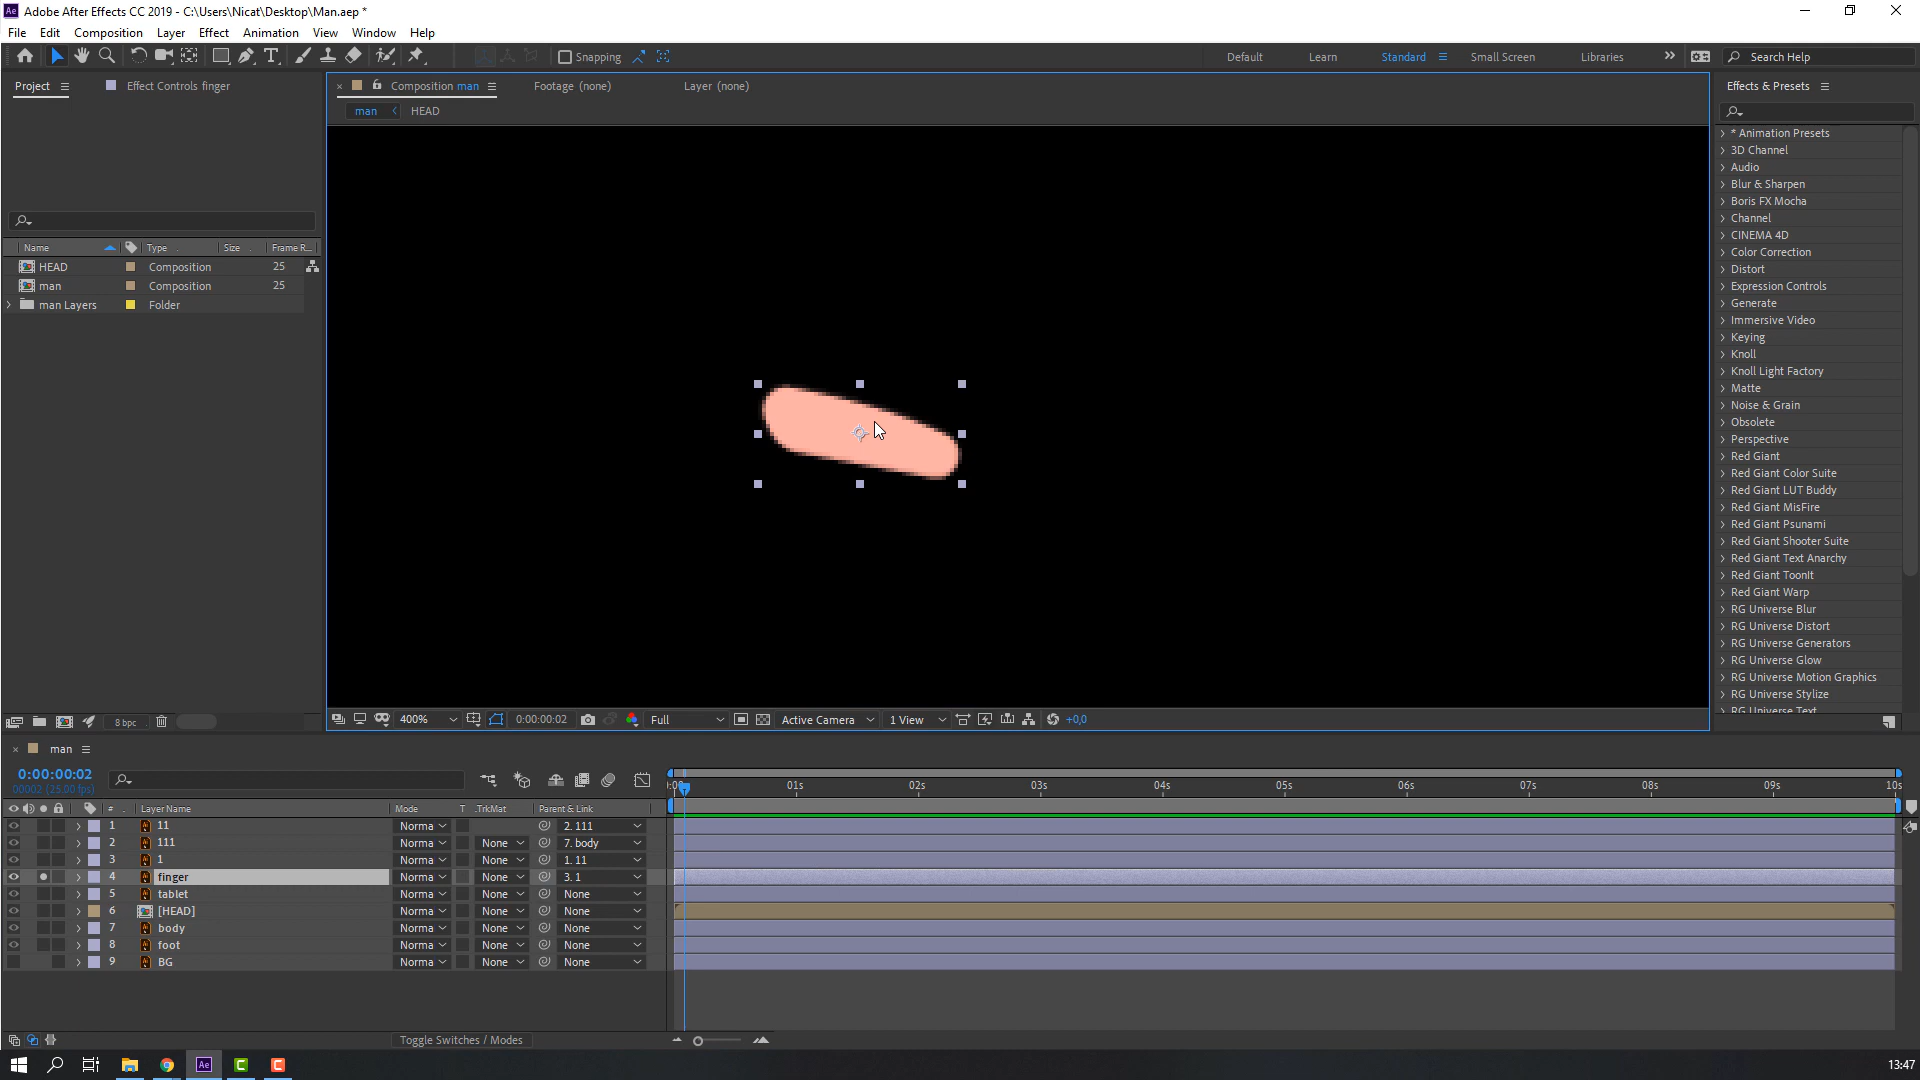 Adobe After Effects CC 2019 - C:\Users\Nicat\Desktop\Man.aep *
File Edit Composition Layer Effect Animation View Window Help
Snapping Default Learn Standard Small Screen Libraries Search Help
Project Effect Controls finger Composition man Footage (none) Layer (none) Effects & Presets
man HEAD
Name Type Size Frame R...
HEAD Composition 25
man Composition 25
man Layers Folder
* Animation Presets
3D Channel
Audio
Blur & Sharpen
Boris FX Mocha
Channel
CINEMA 4D
Color Correction
Distort
Expression Controls
Generate
Immersive Video
Keying
Knoll
Knoll Light Factory
Matte
Noise & Grain
Obsolete
Perspective
Red Giant
Red Giant Color Suite
Red Giant LUT Buddy
Red Giant MisFire
Red Giant Psunami
Red Giant Shooter Suite
Red Giant Text Anarchy
Red Giant ToonIt
Red Giant Warp
RG Universe Blur
RG Universe Distort
RG Universe Generators
RG Universe Glow
RG Universe Motion Graphics
RG Universe Stylize
RG Universe Text
8 bpc 400% 0:00:00:02 Full Active Camera 1 View +0,0
man
0:00:00:02
00002 (25.00 fps)
01s 02s 03s 04s 05s 06s 07s 08s 09s 10s
# Layer Name Mode T .TrkMat Parent & Link
1 11 Norma 2. 111
2 111 Norma None 7. body
3 1 Norma None 1. 11
4 finger Norma None 3. 1
5 tablet Norma None None
6 [HEAD] Norma None None
7 body Norma None None
8 foot Norma None None
9 BG Norma None None
Toggle Switches / Modes
Ae 13:47